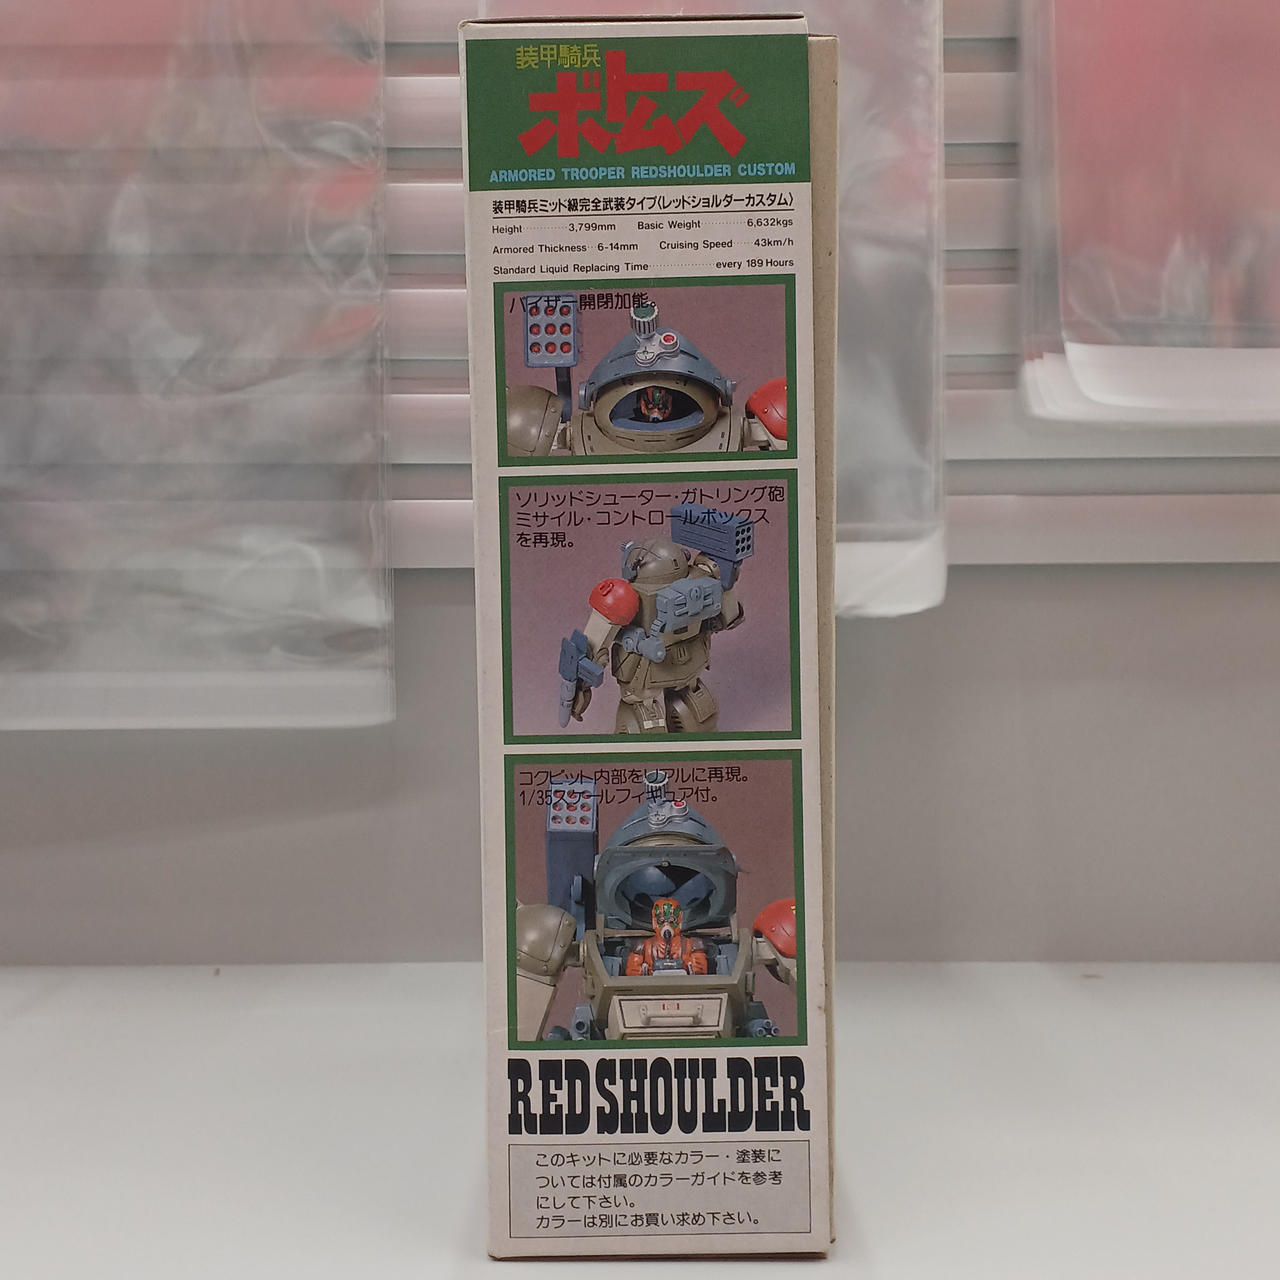 装甲騎兵
ボトムズ
ARMORED TROOPER REDSHOULDER CUSTOM
装甲騎兵ミッド級完全武装タイプ〈レッドショルダーカスタム〉
Height············3,799mm Basic Weight··········6,632kgs
Armored Thickness··6-14mm Cruising Speed·····43km/h
Standard Liquid Replacing Time···················every 189 Hours
バイザー開閉加能。
ソリッドシューター・ガトリング砲
ミサイル・コントロールボックス
を再現。
コクピット内部をリアルに再現。
1/35スケールフィギュア付。
RED SHOULDER
このキットに必要なカラー・塗装に
ついては付属のカラーガイドを参考
にして下さい。
カラーは別にお買い求め下さい。